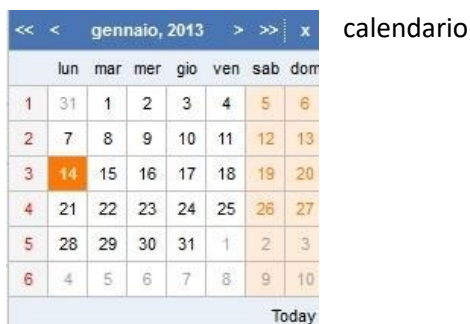 << < gennaio, 2013 > >> x calendario
lun mar mer gio ven sab dom
1 31 1 2 3 4 5 6
2 7 8 9 10 11 12 13
3 14 15 16 17 18 19 20
4 21 22 23 24 25 26 27
5 28 29 30 31 1 2 3
6 4 5 6 7 8 9 10
Today